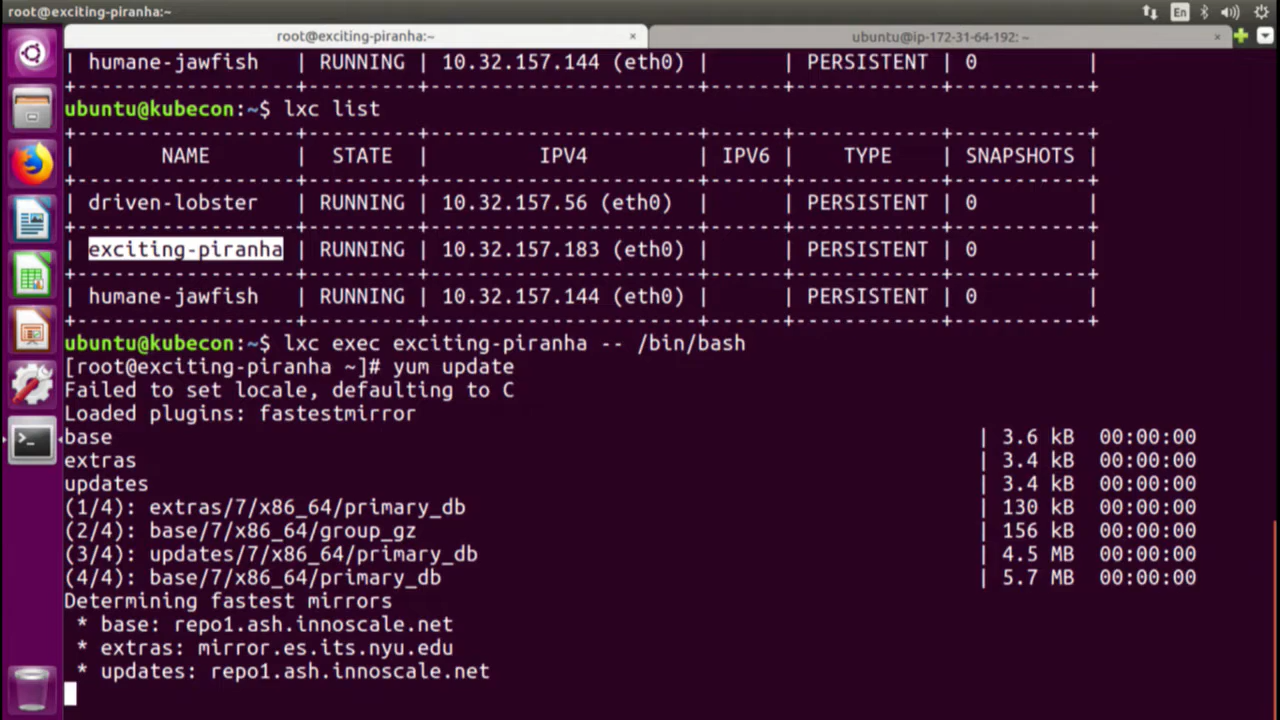 root@exciting-piranha:~
En
root@exciting-piranha:~ ×
ubuntu@ip-172-31-64-192: ~ ×
| humane-jawfish | RUNNING | 10.32.157.144 (eth0) | | PERSISTENT | 0 |
+------------------+---------+----------------------+------+------------+-----------+
ubuntu@kubecon:~$ lxc list
+------------------+---------+----------------------+------+------------+-----------+
| NAME | STATE | IPV4 | IPV6 | TYPE | SNAPSHOTS |
+------------------+---------+----------------------+------+------------+-----------+
| driven-lobster | RUNNING | 10.32.157.56 (eth0) | | PERSISTENT | 0 |
+------------------+---------+----------------------+------+------------+-----------+
| exciting-piranha | RUNNING | 10.32.157.183 (eth0) | | PERSISTENT | 0 |
+------------------+---------+----------------------+------+------------+-----------+
| humane-jawfish | RUNNING | 10.32.157.144 (eth0) | | PERSISTENT | 0 |
+------------------+---------+----------------------+------+------------+-----------+
ubuntu@kubecon:~$ lxc exec exciting-piranha -- /bin/bash
[root@exciting-piranha ~]# yum update
Failed to set locale, defaulting to C
Loaded plugins: fastestmirror
base | 3.6 kB 00:00:00
extras | 3.4 kB 00:00:00
updates | 3.4 kB 00:00:00
(1/4): extras/7/x86_64/primary_db | 130 kB 00:00:00
(2/4): base/7/x86_64/group_gz | 156 kB 00:00:00
(3/4): updates/7/x86_64/primary_db | 4.5 MB 00:00:00
(4/4): base/7/x86_64/primary_db | 5.7 MB 00:00:00
Determining fastest mirrors
* base: repo1.ash.innoscale.net
* extras: mirror.es.its.nyu.edu
* updates: repo1.ash.innoscale.net